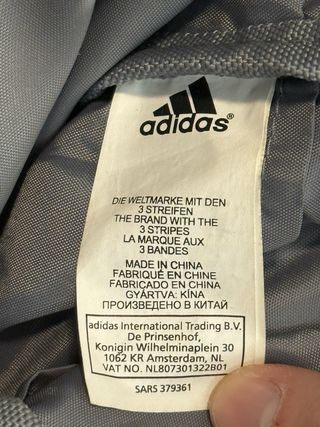 adidas®
DIE WELTMARKE MIT DEN
3 STREIFEN
THE BRAND WITH THE
3 STRIPES
LA MARQUE AUX
3 BANDES
MADE IN CHINA
FABRIQUÉ EN CHINE
FABRICADO EN CHINA
GYÁRTVA: KÍNA
ПРОИЗВЕДЕНО В КИТАЙ
adidas International Trading B.V.
De Prinsenhof,
Konigin Wilhelminaplein 30
1062 KR Amsterdam, NL
VAT NO. NL807301322B01
SARS 379361